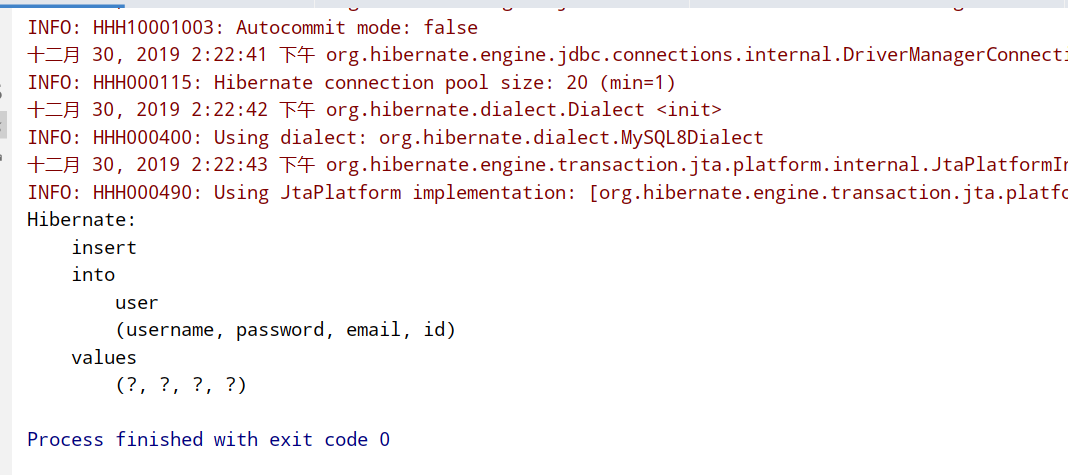 INFO: HHH10001003: Autocommit mode: false
十二月 30, 2019 2:22:41 下午 org.hibernate.engine.jdbc.connections.internal.DriverManagerConnecti
INFO: HHH000115: Hibernate connection pool size: 20 (min=1)
十二月 30, 2019 2:22:42 下午 org.hibernate.dialect.Dialect <init>
INFO: HHH000400: Using dialect: org.hibernate.dialect.MySQL8Dialect
十二月 30, 2019 2:22:43 下午 org.hibernate.engine.transaction.jta.platform.internal.JtaPlatformIn
INFO: HHH000490: Using JtaPlatform implementation: [org.hibernate.engine.transaction.jta.platfo
Hibernate:
    insert
    into
        user
        (username, password, email, id)
    values
        (?, ?, ?, ?)
Process finished with exit code 0